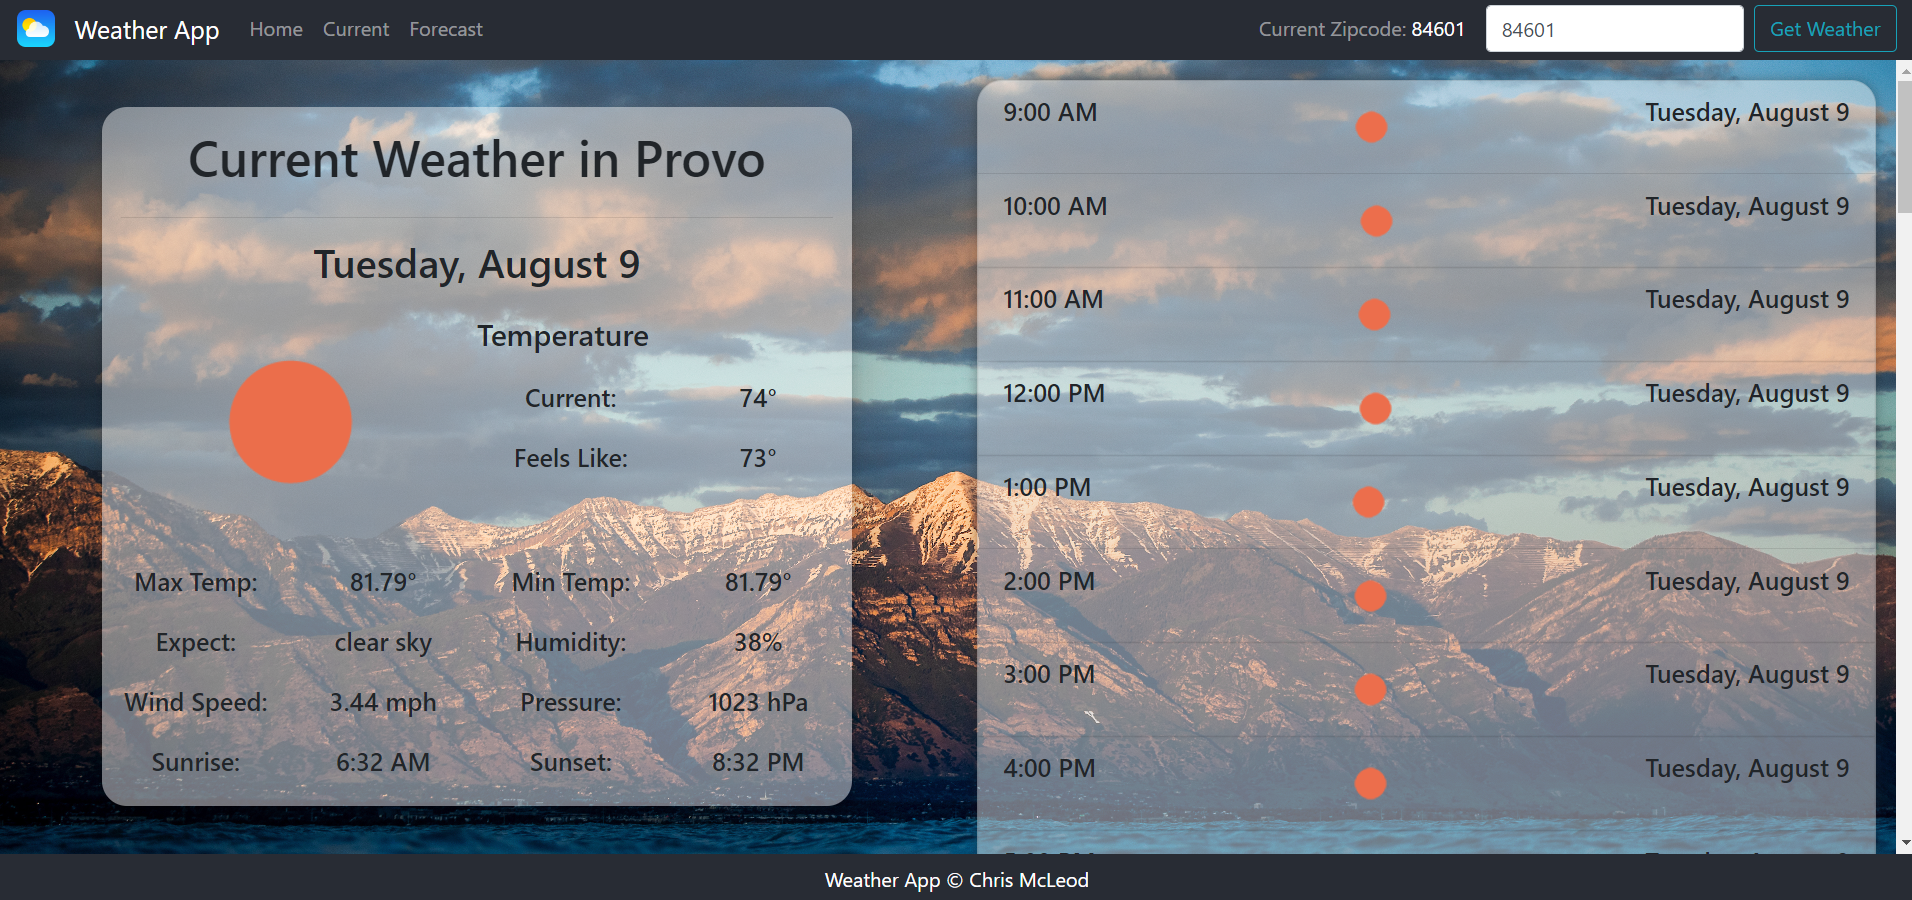 Weather App Home Current Forecast Current Zipcode: 84601 84601 Get Weather
Current Weather in Provo
Tuesday, August 9
Temperature
Current: 74°
Feels Like: 73°
Max Temp: 81.79° Min Temp: 81.79°
Expect: clear sky Humidity: 38%
Wind Speed: 3.44 mph Pressure: 1023 hPa
Sunrise: 6:32 AM Sunset: 8:32 PM
9:00 AM Tuesday, August 9
10:00 AM Tuesday, August 9
11:00 AM Tuesday, August 9
12:00 PM Tuesday, August 9
1:00 PM Tuesday, August 9
2:00 PM Tuesday, August 9
3:00 PM Tuesday, August 9
4:00 PM Tuesday, August 9
Weather App © Chris McLeod